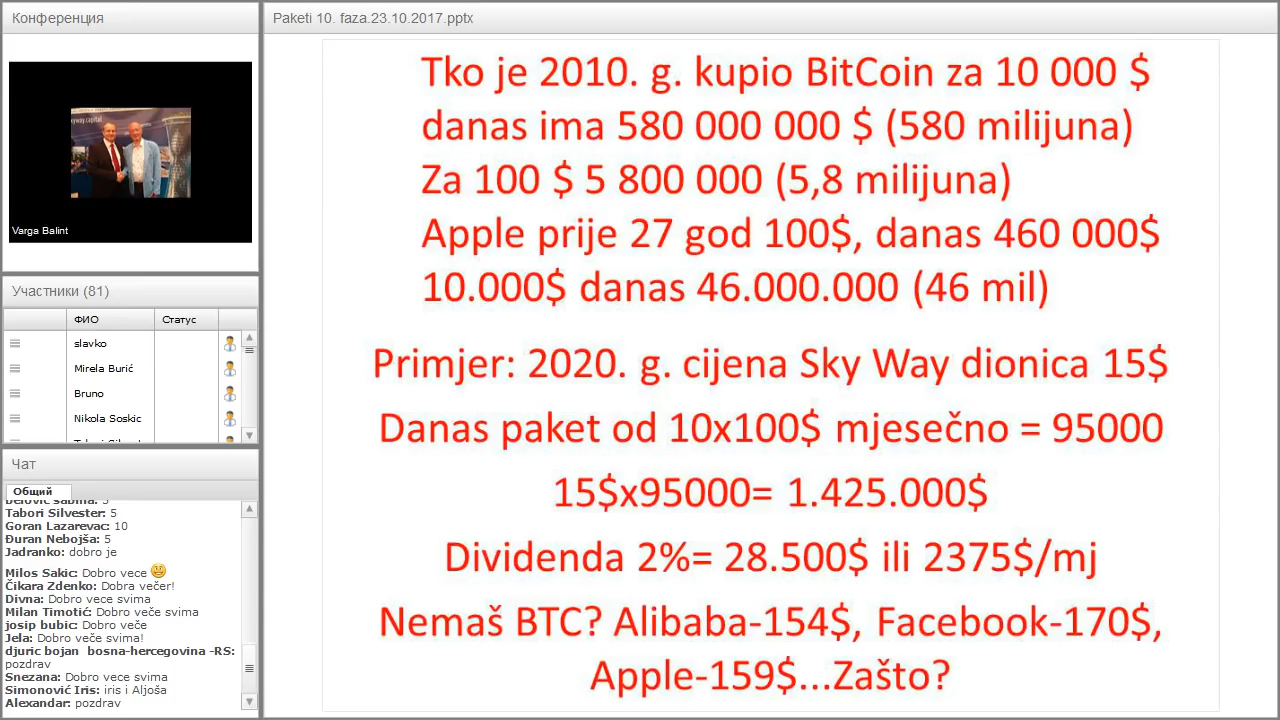 Конференция
Varga Balint
Участники (81)
ФИО Статус
slavko
Mirela Burić
Bruno
Nikola Soskic
Чат
Общий
Tabori Silvester: 5
Goran Lazarevac: 10
Đuran Nebojša: 5
Jadranko: dobro je
Milos Sakic: Dobro vece
Čikara Zdenko: Dobra večer!
Divna: Dobro vece svima
Milan Timotić: Dobro veče svima
josip bubic: Dobro veče
Jela: Dobro veče svima!
djuric bojan bosna-hercegovina -RS:
pozdrav
Snezana: Dobro vece svima
Simonović Iris: iris i Aljoša
Alexandar: pozdrav
Paketi 10. faza.23.10.2017.pptx
Tko je 2010. g. kupio BitCoin za 10 000 $
danas ima 580 000 000 $ (580 milijuna)
Za 100 $ 5 800 000 (5,8 milijuna)
Apple prije 27 god 100$, danas 460 000$
10.000$ danas 46.000.000 (46 mil)
Primjer: 2020. g. cijena Sky Way dionica 15$
Danas paket od 10x100$ mjesečno = 95000
15$x95000= 1.425.000$
Dividenda 2%= 28.500$ ili 2375$/mj
Nemaš BTC? Alibaba-154$, Facebook-170$,
Apple-159$...Zašto?